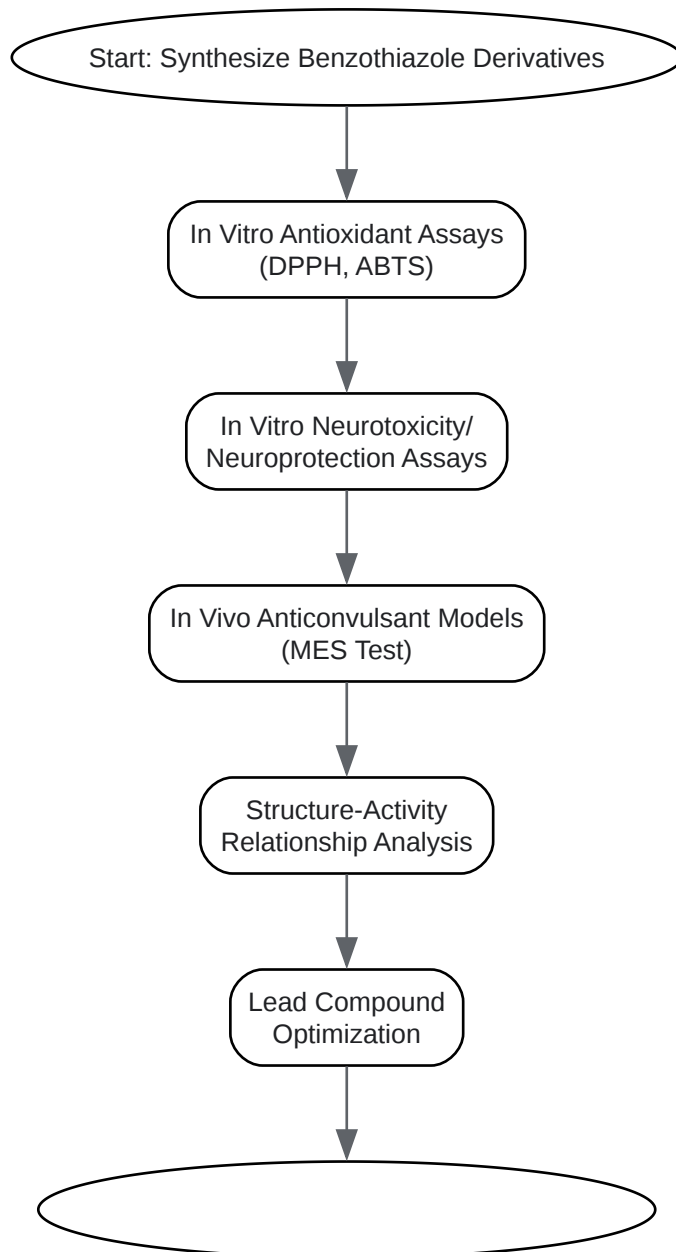 Start: Synthesize Benzothiazole Derivatives
In Vitro Antioxidant Assays
(DPPH, ABTS)
In Vitro Neurotoxicity/
Neuroprotection Assays
In Vivo Anticonvulsant Models
(MES Test)
Structure-Activity
Relationship Analysis
Lead Compound
Optimization